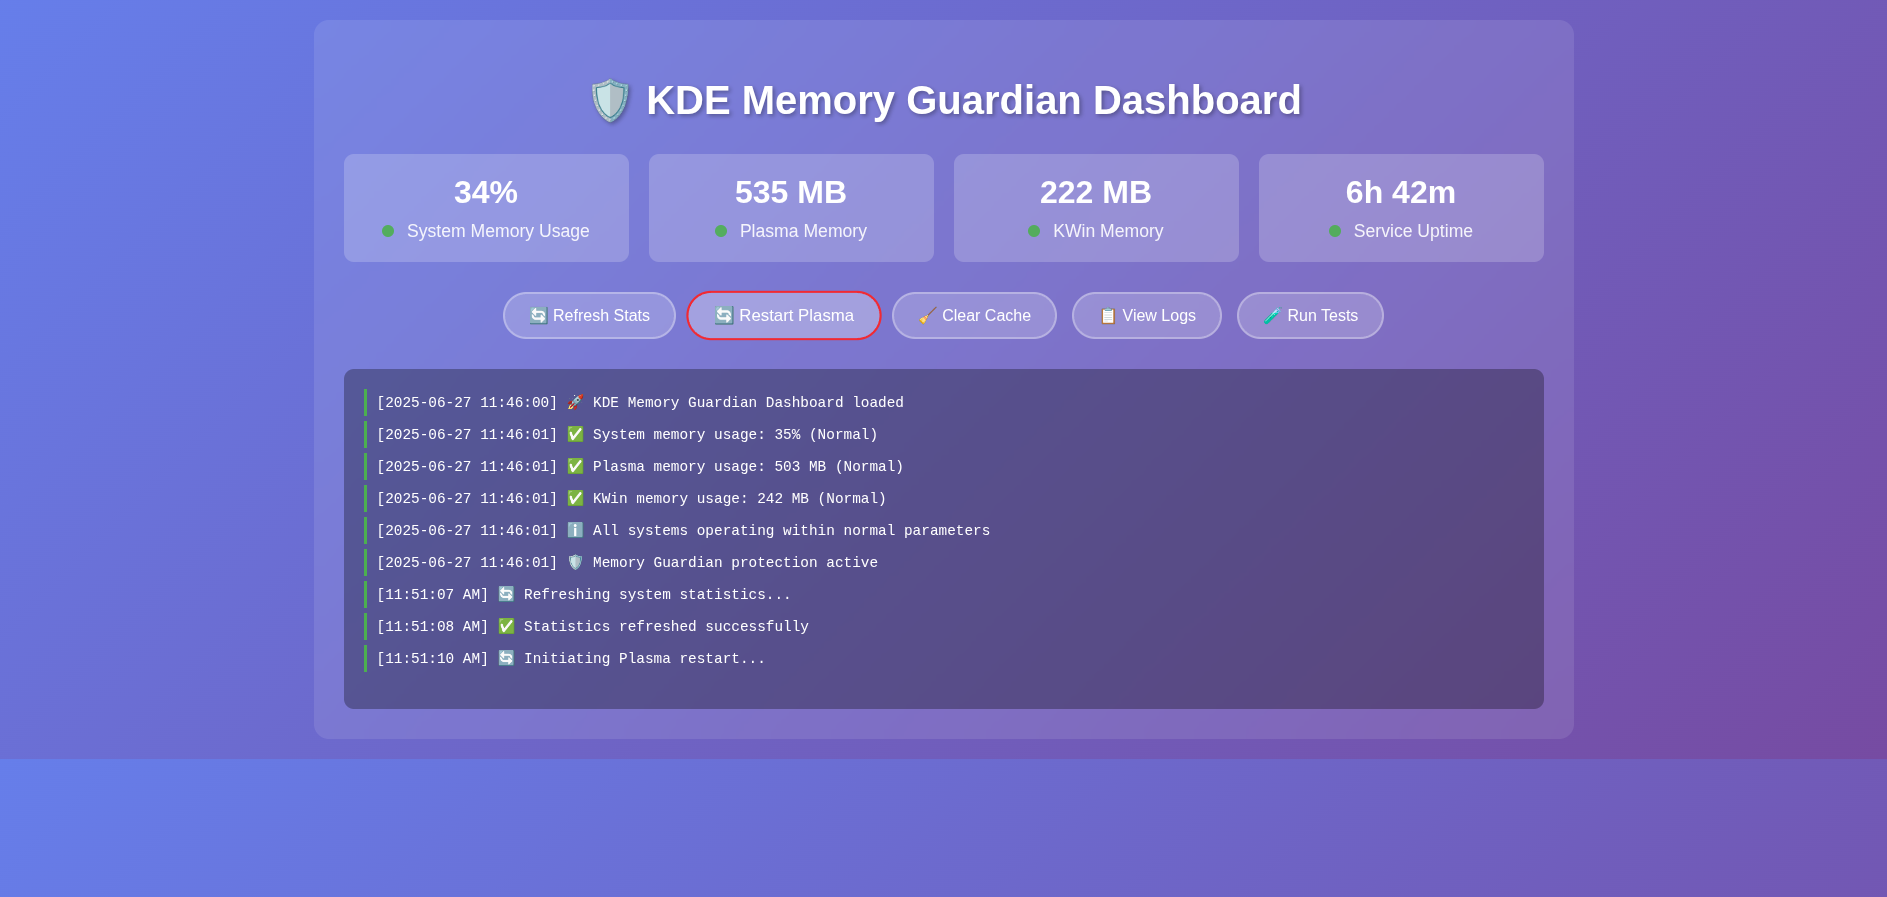 🛡️ KDE Memory Guardian Dashboard
34%
System Memory Usage
535 MB
Plasma Memory
222 MB
KWin Memory
6h 42m
Service Uptime
🔄 Refresh Stats
🔄 Restart Plasma
🧹 Clear Cache
📋 View Logs
🧪 Run Tests
[2025-06-27 11:46:00] 🚀 KDE Memory Guardian Dashboard loaded
[2025-06-27 11:46:01] ✅ System memory usage: 35% (Normal)
[2025-06-27 11:46:01] ✅ Plasma memory usage: 503 MB (Normal)
[2025-06-27 11:46:01] ✅ KWin memory usage: 242 MB (Normal)
[2025-06-27 11:46:01] ℹ️ All systems operating within normal parameters
[2025-06-27 11:46:01] 🛡️ Memory Guardian protection active
[11:51:07 AM] 🔄 Refreshing system statistics...
[11:51:08 AM] ✅ Statistics refreshed successfully
[11:51:10 AM] 🔄 Initiating Plasma restart...